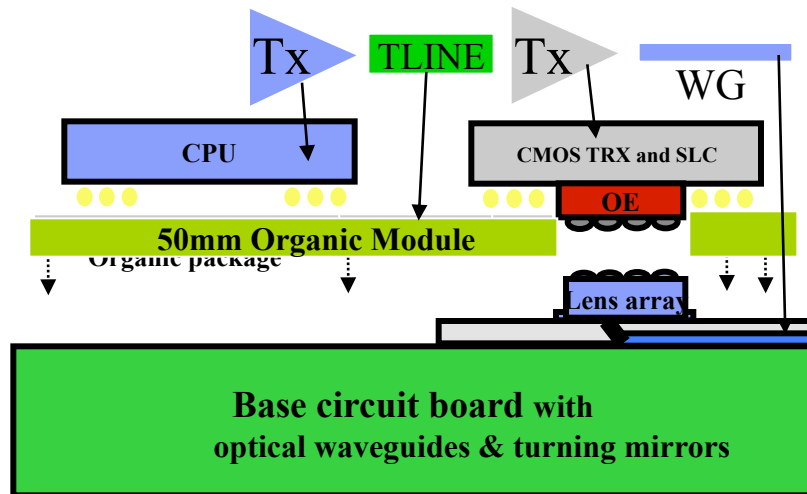 Tx
TLINE
Tx
WG
CPU
CMOS TRX and SLC
OE
50mm Organic Module
Organic package
Lens array
Base circuit board with
optical waveguides & turning mirrors